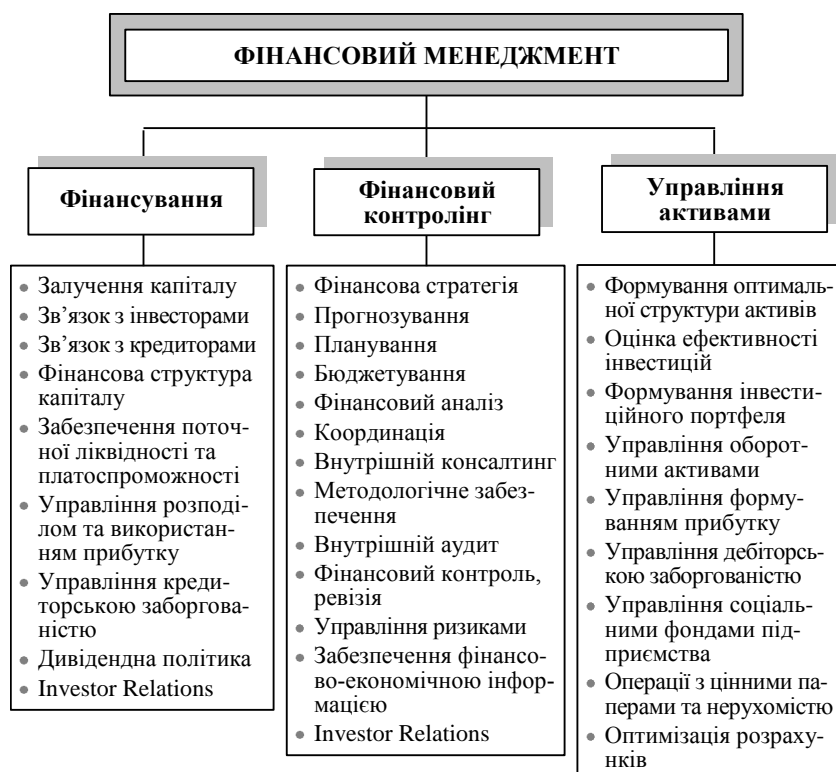 ФІНАНСОВИЙ МЕНЕДЖМЕНТ
Фінансування
• Залучення капіталу
• Зв’язок з інвесторами
• Зв’язок з кредиторами
• Фінансова структура
капіталу
• Забезпечення поточ-
ної ліквідності та
платоспроможності
• Управління розподі-
лом та використан-
ням прибутку
• Управління креди-
торською заборгова-
ністю
• Дивідендна політика
• Investor Relations
Фінансовий
контролінг
• Фінансова стратегія
• Прогнозування
• Планування
• Бюджетування
• Фінансовий аналіз
• Координація
• Внутрішній консалтинг
• Методологічне забез-
печення
• Внутрішній аудит
• Фінансовий контроль,
ревізія
• Управління ризиками
• Забезпечення фінансо-
во-економічною інфор-
мацією
• Investor Relations
Управління
активами
• Формування оптималь-
ної структури активів
• Оцінка ефективності
інвестицій
• Формування інвести-
ційного портфеля
• Управління оборот-
ними активами
• Управління форму-
ванням прибутку
• Управління дебіторсь-
кою заборгованістю
• Управління соціаль-
ними фондами під-
приємства
• Операції з цінними па-
перами та нерухомістю
• Оптимізація розраху-
нків